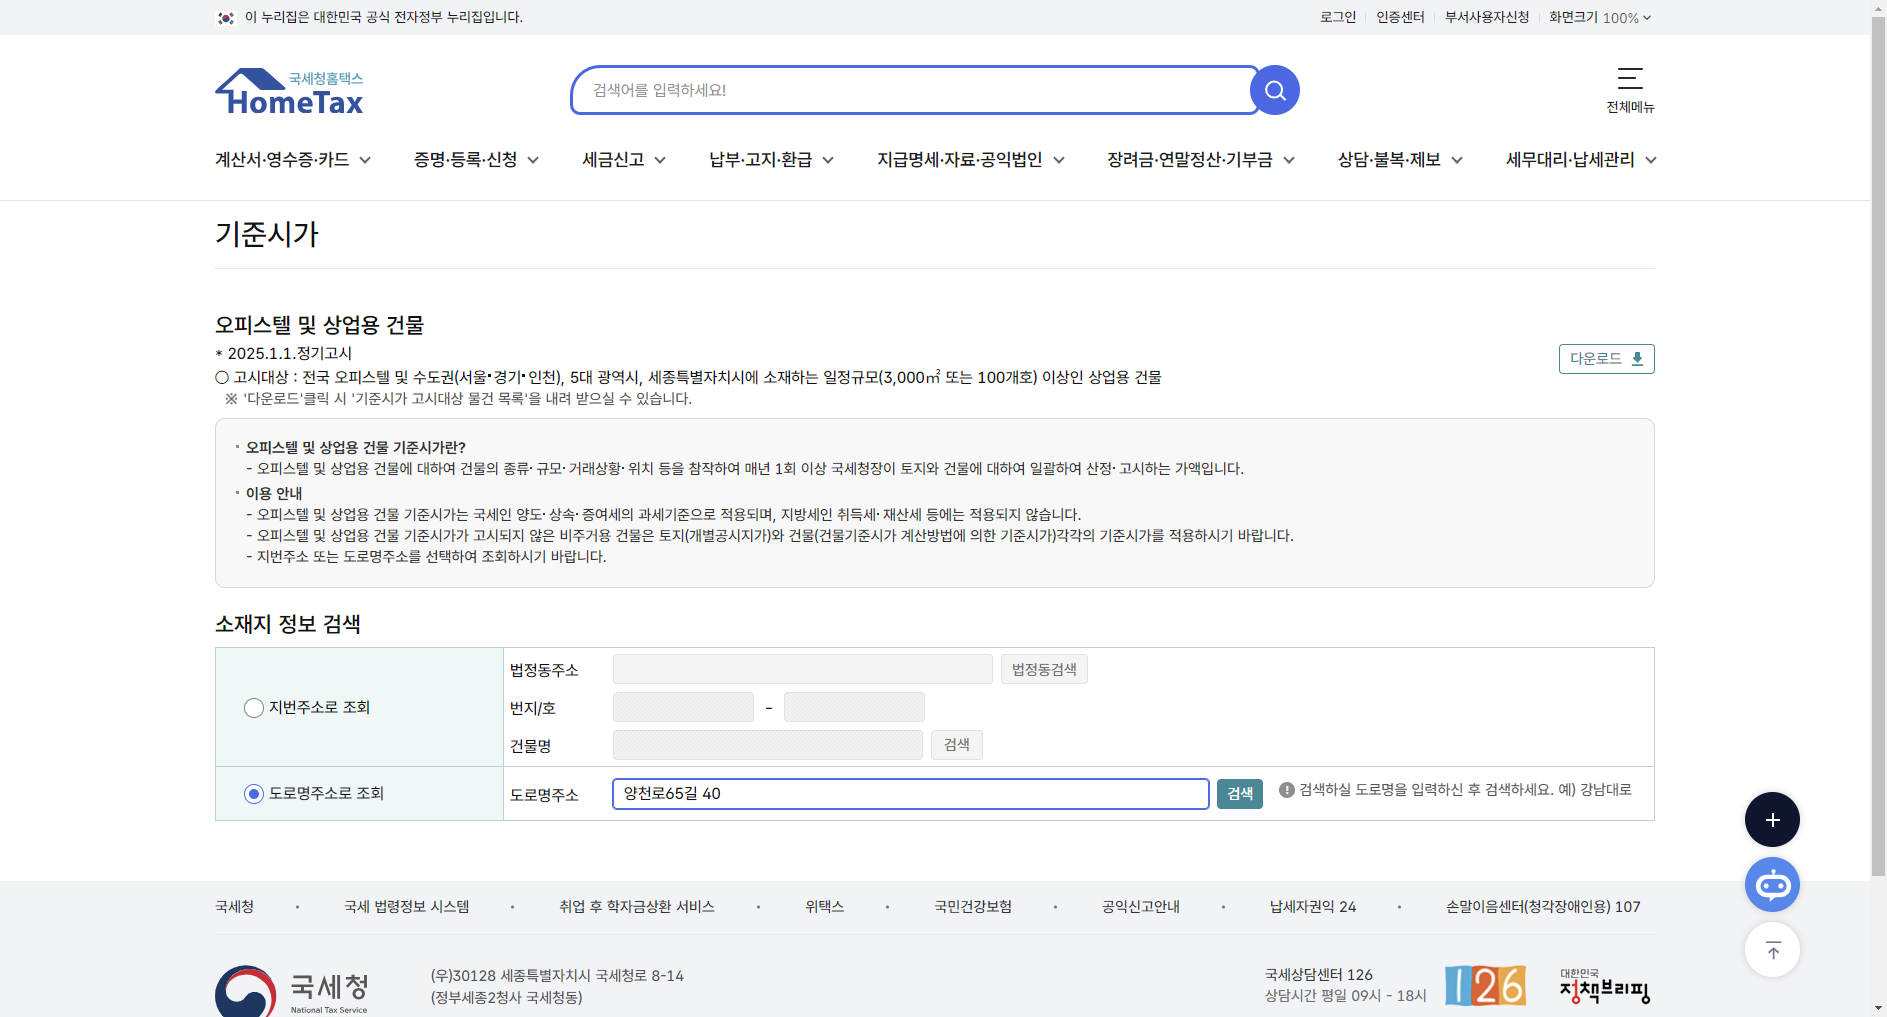 이 누리집은 대한민국 공식 전자정부 누리집입니다.
로그인
인증센터
부서사용자신청
화면크기 100%
국세청홈택스
HomeTax
검색어를 입력하세요!
전체메뉴
계산서·영수증·카드
증명·등록·신청
세금신고
납부·고지·환급
지급명세·자료·공익법인
장려금·연말정산·기부금
상담·불복·제보
세무대리·납세관리
기준시가
오피스텔 및 상업용 건물
* 2025.1.1.정기고시
다운로드
○ 고시대상 : 전국 오피스텔 및 수도권(서울·경기·인천), 5대 광역시, 세종특별자치시에 소재하는 일정규모(3,000㎡ 또는 100개호) 이상인 상업용 건물
※ '다운로드'클릭 시 '기준시가 고시대상 물건 목록'을 내려 받으실 수 있습니다.
· 오피스텔 및 상업용 건물 기준시가란?
- 오피스텔 및 상업용 건물에 대하여 건물의 종류· 규모· 거래상황· 위치 등을 참작하여 매년 1회 이상 국세청장이 토지와 건물에 대하여 일괄하여 산정· 고시하는 가액입니다.
· 이용 안내
- 오피스텔 및 상업용 건물 기준시가는 국세인 양도· 상속· 증여세의 과세기준으로 적용되며, 지방세인 취득세· 재산세 등에는 적용되지 않습니다.
- 오피스텔 및 상업용 건물 기준시가가 고시되지 않은 비주거용 건물은 토지(개별공시지가)와 건물(건물기준시가 계산방법에 의한 기준시가)각각의 기준시가를 적용하시기 바랍니다.
- 지번주소 또는 도로명주소를 선택하여 조회하시기 바랍니다.
소재지 정보 검색
지번주소로 조회
법정동주소
법정동검색
번지/호
-
건물명
검색
도로명주소로 조회
도로명주소
양천로65길 40
검색
검색하실 도로명을 입력하신 후 검색하세요. 예) 강남대로
국세청 · 국세 법령정보 시스템 · 취업 후 학자금상환 서비스 · 위택스 · 국민건강보험 · 공익신고안내 · 납세자권익 24 · 손말이음센터(청각장애인용) 107
국세청
National Tax Service
(우)30128 세종특별자치시 국세청로 8-14
(정부세종2청사 국세청동)
국세상담센터 126
상담시간 평일 09시 - 18시
126
대한민국
정책브리핑